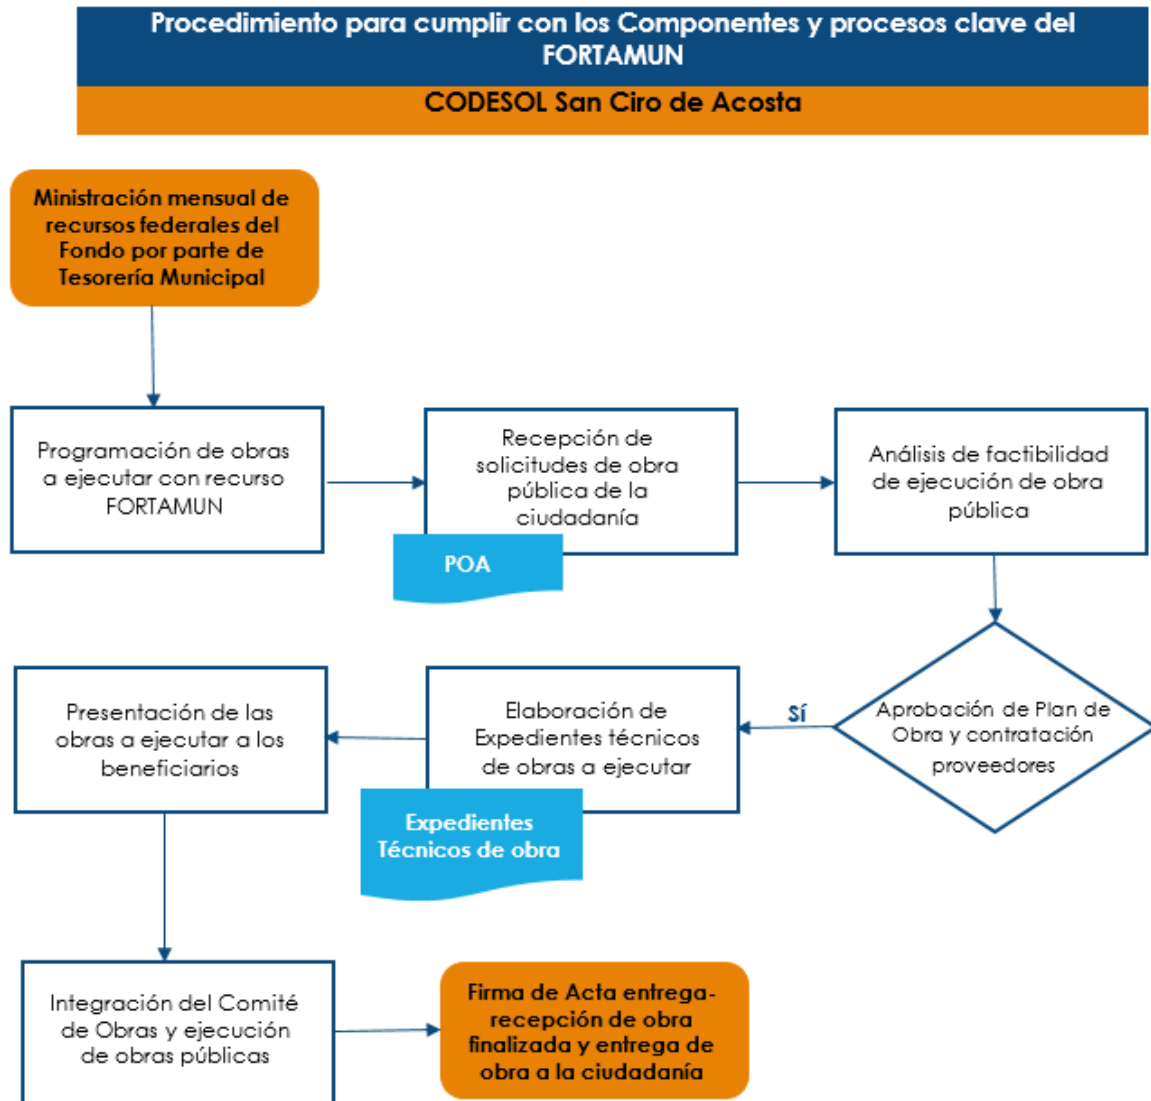 Procedimiento para cumplir con los Componentes y procesos clave del
FORTAMUN
CODESOL San Ciro de Acosta
Ministración mensual de
recursos federales del
Fondo por parte de
Tesorería Municipal
Programación de obras
a ejecutar con recurso
FORTAMUN
Recepción de
solicitudes de obra
pública de la
ciudadanía
POA
Análisis de factibilidad
de ejecución de obra
pública
Aprobación de Plan de
Obra y contratación
proveedores
Sí
Elaboración de
Expedientes técnicos
de obras a ejecutar
Expedientes
Técnicos de obra
Presentación de las
obras a ejecutar a los
beneficiarios
Integración del Comité
de Obras y ejecución
de obras públicas
Firma de Acta entrega-
recepción de obra
finalizada y entrega de
obra a la ciudadanía